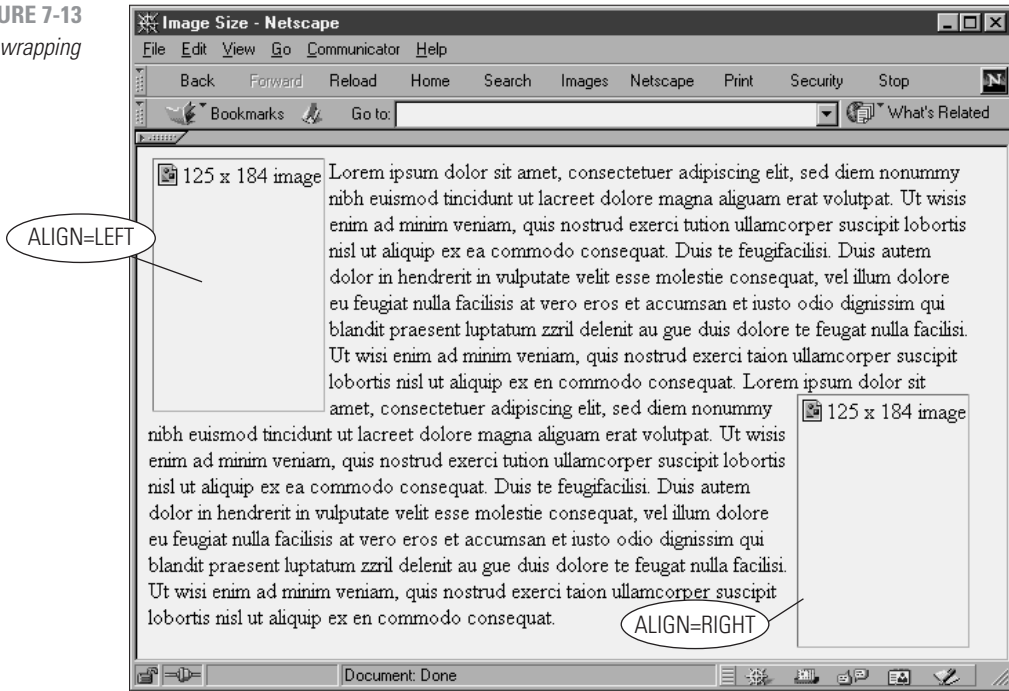 URE 7-13
wrapping
Image Size - Netscape
File Edit View Go Communicator Help
Back Forward Reload Home Search Images Netscape Print Security Stop N
Bookmarks Go to: What's Related
125 x 184 image
Lorem ipsum dolor sit amet, consectetuer adipiscing elit, sed diem nonummy
nibh euismod tincidunt ut lacreet dolore magna aliguam erat volutpat. Ut wisis
enim ad minim veniam, quis nostrud exerci tution ullamcorper suscipit lobortis
nisl ut aliquip ex ea commodo consequat. Duis te feugifacilisi. Duis autem
dolor in hendrerit in vulputate velit esse molestie consequat, vel illum dolore
eu feugiat nulla facilisis at vero eros et accumsan et iusto odio dignissim qui
blandit praesent luptatum zzril delenit au gue duis dolore te feugat nulla facilisi.
Ut wisi enim ad minim veniam, quis nostrud exerci taion ullamcorper suscipit
lobortis nisl ut aliquip ex en commodo consequat. Lorem ipsum dolor sit
amet, consectetuer adipiscing elit, sed diem nonummy
nibh euismod tincidunt ut lacreet dolore magna aliguam erat volutpat. Ut wisis
enim ad minim veniam, quis nostrud exerci tution ullamcorper suscipit lobortis
nisl ut aliquip ex ea commodo consequat. Duis te feugifacilisi. Duis autem
dolor in hendrerit in vulputate velit esse molestie consequat, vel illum dolore
eu feugiat nulla facilisis at vero eros et accumsan et iusto odio dignissim qui
blandit praesent luptatum zzril delenit au gue duis dolore te feugat nulla facilisi.
Ut wisi enim ad minim veniam, quis nostrud exerci taion ullamcorper suscipit
lobortis nisl ut aliquip ex en commodo consequat.
125 x 184 image
ALIGN=LEFT
ALIGN=RIGHT
Document: Done